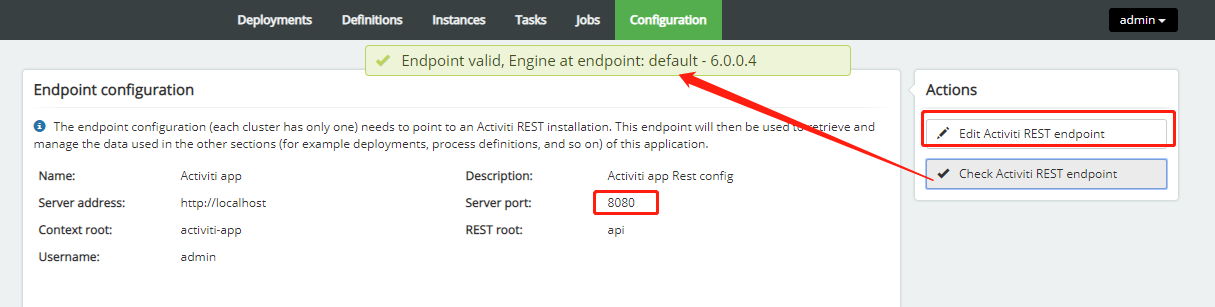 Deployments Definitions Instances Tasks Jobs Configuration admin
Endpoint valid, Engine at endpoint: default - 6.0.0.4
Endpoint configuration
The endpoint configuration (each cluster has only one) needs to point to an Activiti REST installation. This endpoint will then be used to retrieve and
manage the data used in the other sections (for example deployments, process definitions, and so on) of this application.
Name: Activiti app Description: Activiti app Rest config
Server address: http://localhost Server port: 8080
Context root: activiti-app REST root: api
Username: admin
Actions
Edit Activiti REST endpoint
Check Activiti REST endpoint